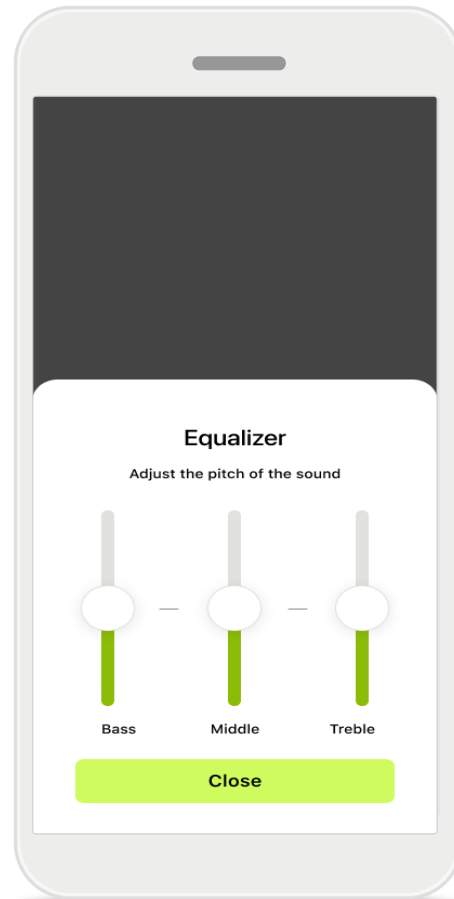 Equalizer
Adjust the pitch of the sound
Bass Middle Treble
Close